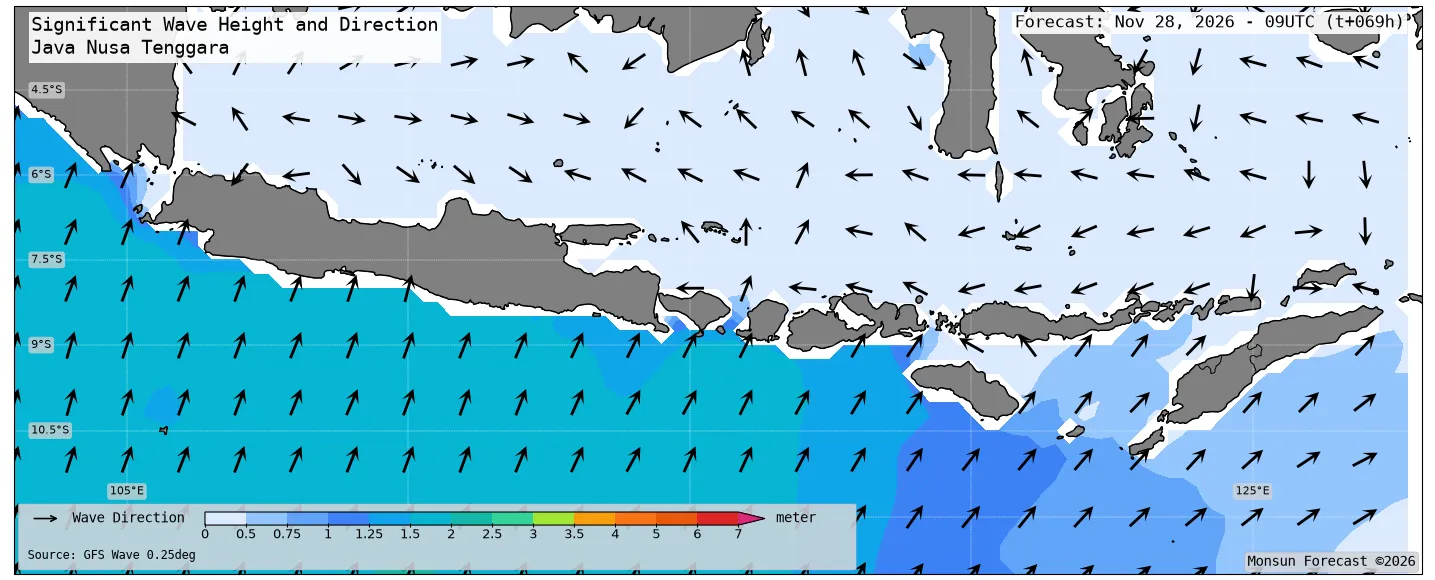 Significant Wave Height and Direction
Java Nusa Tenggara
Forecast: Nov 28, 2026 - 09UTC (t+069h)
4.5°S
6°S
7.5°S
9°S
10.5°S
105°E
125°E
Wave Direction
0 0.5 0.75 1 1.25 1.5 2 2.5 3 3.5 4 5 6 7
meter
Source: GFS Wave 0.25deg
Monsun Forecast ©2026